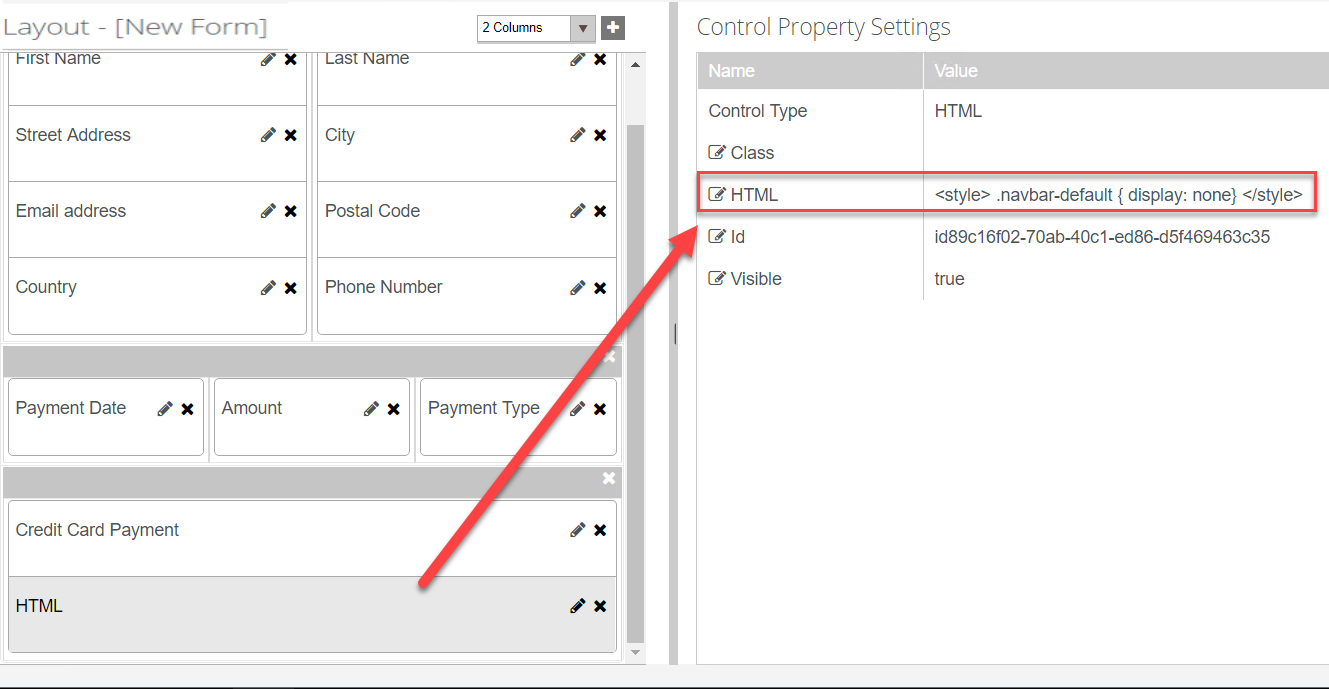 Layout - [New Form]
2 Columns
First Name
Last Name
Street Address
City
Email address
Postal Code
Country
Phone Number
Payment Date
Amount
Payment Type
Credit Card Payment
HTML
Control Property Settings
Name Value
Control Type HTML
Class
HTML <style> .navbar-default { display: none} </style>
Id id89c16f02-70ab-40c1-ed86-d5f469463c35
Visible true